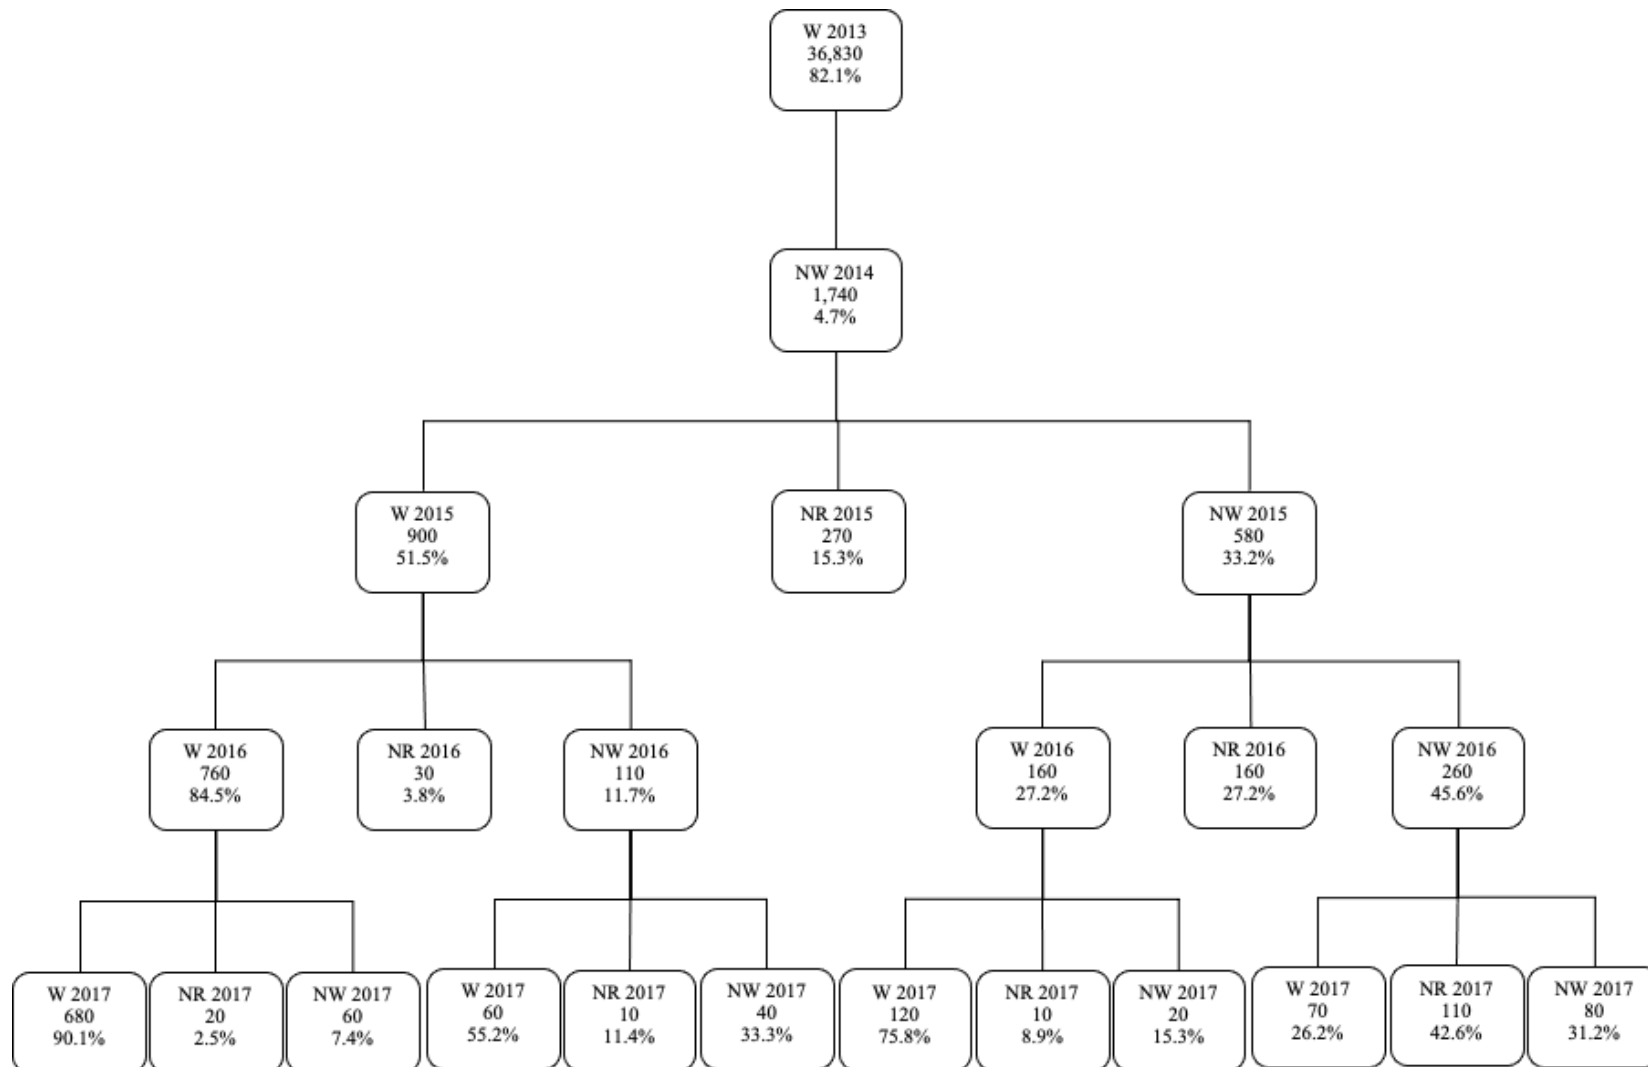 W 2013
36,830
82.1%
NW 2014
1,740
4.7%
W 2015
900
51.5%
NR 2015
270
15.3%
NW 2015
580
33.2%
W 2016
760
84.5%
NR 2016
30
3.8%
NW 2016
110
11.7%
W 2016
160
27.2%
NR 2016
160
27.2%
NW 2016
260
45.6%
W 2017
680
90.1%
NR 2017
20
2.5%
NW 2017
60
7.4%
W 2017
60
55.2%
NR 2017
10
11.4%
NW 2017
40
33.3%
W 2017
120
75.8%
NR 2017
10
8.9%
NW 2017
20
15.3%
W 2017
70
26.2%
NR 2017
110
42.6%
NW 2017
80
31.2%